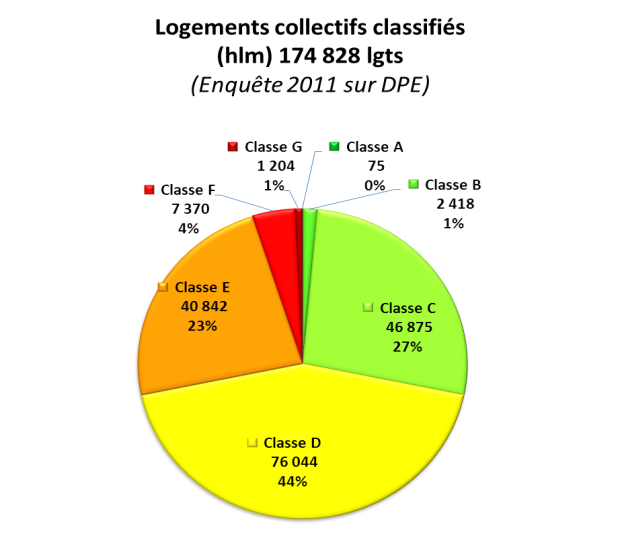 Logements collectifs classifiés
(hlm) 174 828 lgts
(Enquête 2011 sur DPE)
Classe G
1 204
1%
Classe A
75
0%
Classe B
2 418
1%
Classe F
7 370
4%
Classe E
40 842
23%
Classe C
46 875
27%
Classe D
76 044
44%